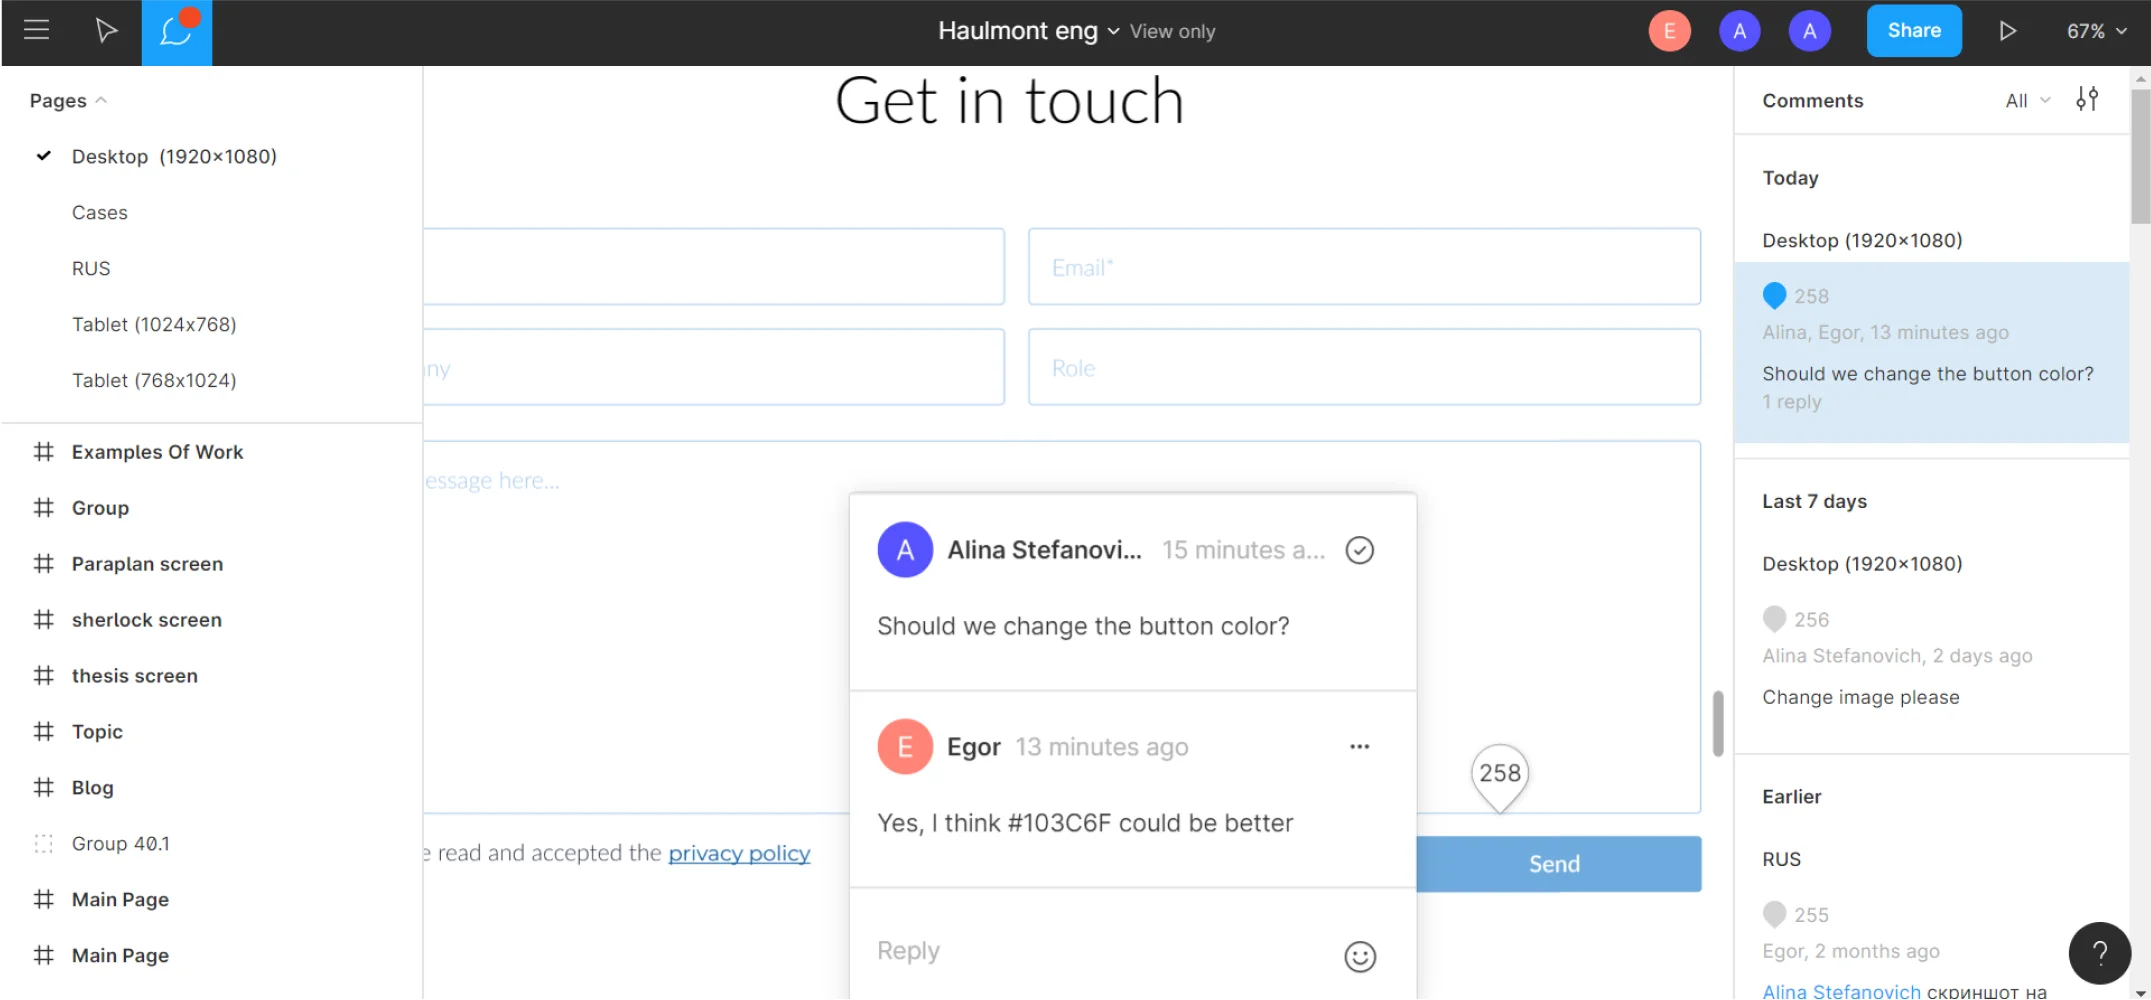 Haulmont eng View only
E A A Share 67%
Pages
Desktop (1920×1080)
Cases
RUS
Tablet (1024x768)
Tablet (768x1024)
Examples Of Work
Group
Paraplan screen
sherlock screen
thesis screen
Topic
Blog
Group 40.1
Main Page
Main Page
Get in touch
Email*
ny
Role
essage here...
e read and accepted the privacy policy
Send
258
A Alina Stefanovi... 15 minutes a...
Should we change the button color?
E Egor 13 minutes ago
Yes, I think #103C6F could be better
Reply
Comments All
Today
Desktop (1920×1080)
258
Alina, Egor, 13 minutes ago
Should we change the button color?
1 reply
Last 7 days
Desktop (1920×1080)
256
Alina Stefanovich, 2 days ago
Change image please
Earlier
RUS
255
Egor, 2 months ago
Alina Stefanovich скриншот на
?